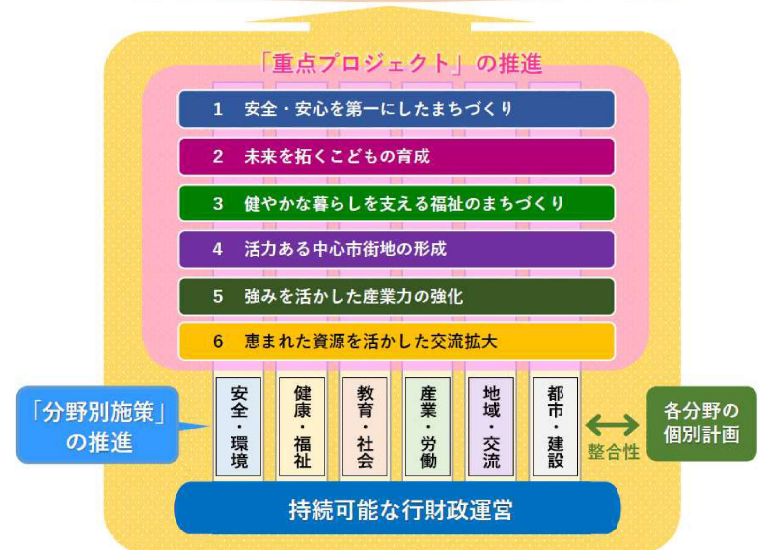 「重点プロジェクト」の推進
1 安全・安心を第一にしたまちづくり
2 未来を拓くこどもの育成
3 健やかな暮らしを支える福祉のまちづくり
4 活力ある中心市街地の形成
5 強みを活かした産業力の強化
6 恵まれた資源を活かした交流拡大
「分野別施策」
の推進
安全・環境
健康・福祉
教育・社会
産業・労働
地域・交流
都市・建設
整合性
各分野の
個別計画
持続可能な行財政運営